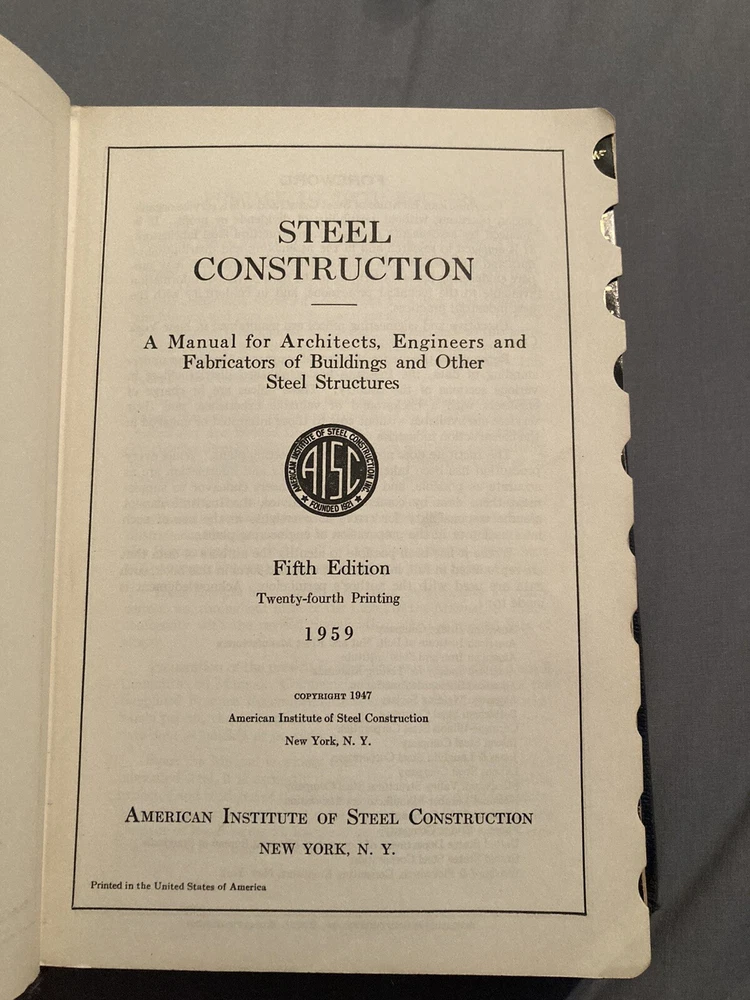 STEEL
CONSTRUCTION
A Manual for Architects, Engineers and
Fabricators of Buildings and Other
Steel Structures
AMERICAN INSTITUTE OF STEEL CONSTRUCTION INC.
AISC
FOUNDED 1921
Fifth Edition
Twenty-fourth Printing
1959
COPYRIGHT 1947
American Institute of Steel Construction
New York, N. Y.
AMERICAN INSTITUTE OF STEEL CONSTRUCTION
NEW YORK, N. Y.
Printed in the United States of America